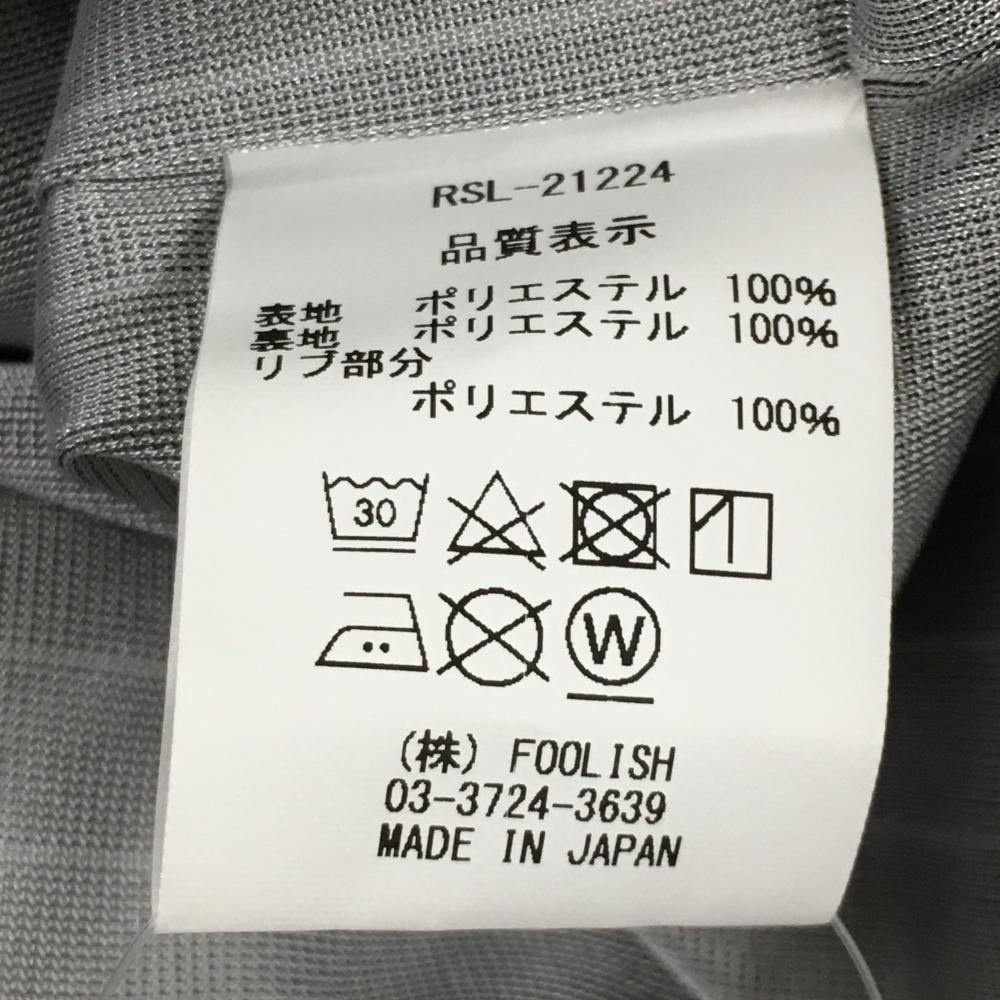 RSL-21224
品質表示
表地 ポリエステル 100%
裏地 ポリエステル 100%
リブ部分
ポリエステル 100%
30
W
(株) FOOLISH
03-3724-3639
MADE IN JAPAN